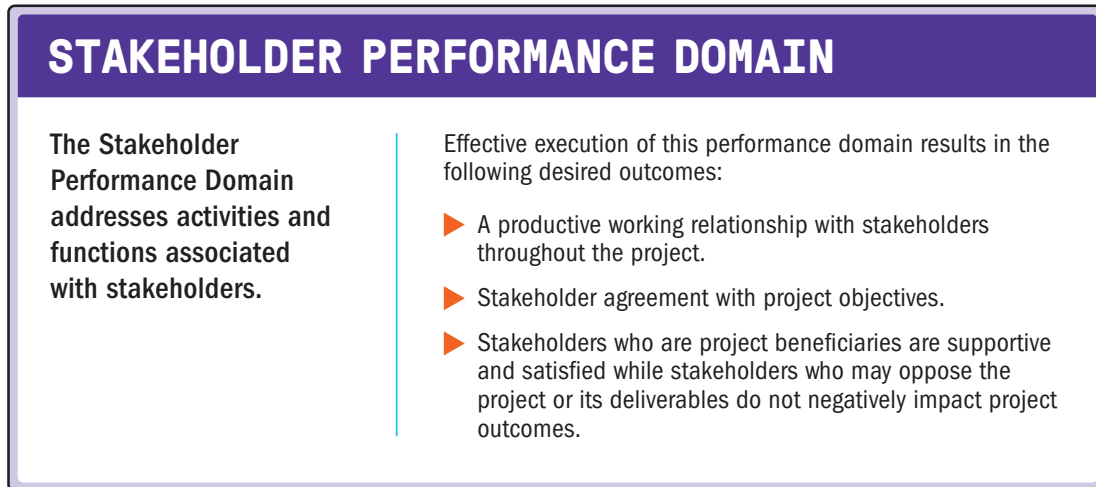 STAKEHOLDER PERFORMANCE DOMAIN
The Stakeholder
Performance Domain
addresses activities and
functions associated
with stakeholders.
Effective execution of this performance domain results in the
following desired outcomes:
▶ A productive working relationship with stakeholders
throughout the project.
▶ Stakeholder agreement with project objectives.
▶ Stakeholders who are project beneficiaries are supportive
and satisfied while stakeholders who may oppose the
project or its deliverables do not negatively impact project
outcomes.